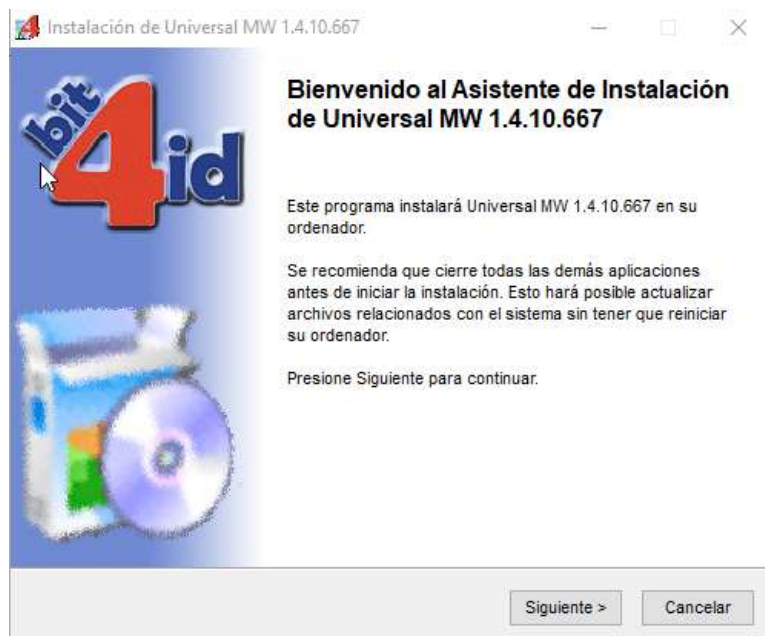 Instalación de Universal MW 1.4.10.667
bit
4id
Bienvenido al Asistente de Instalación
de Universal MW 1.4.10.667
Este programa instalará Universal MW 1.4.10.667 en su
ordenador.
Se recomienda que cierre todas las demás aplicaciones
antes de iniciar la instalación. Esto hará posible actualizar
archivos relacionados con el sistema sin tener que reiniciar
su ordenador.
Presione Siguiente para continuar.
Siguiente >
Cancelar